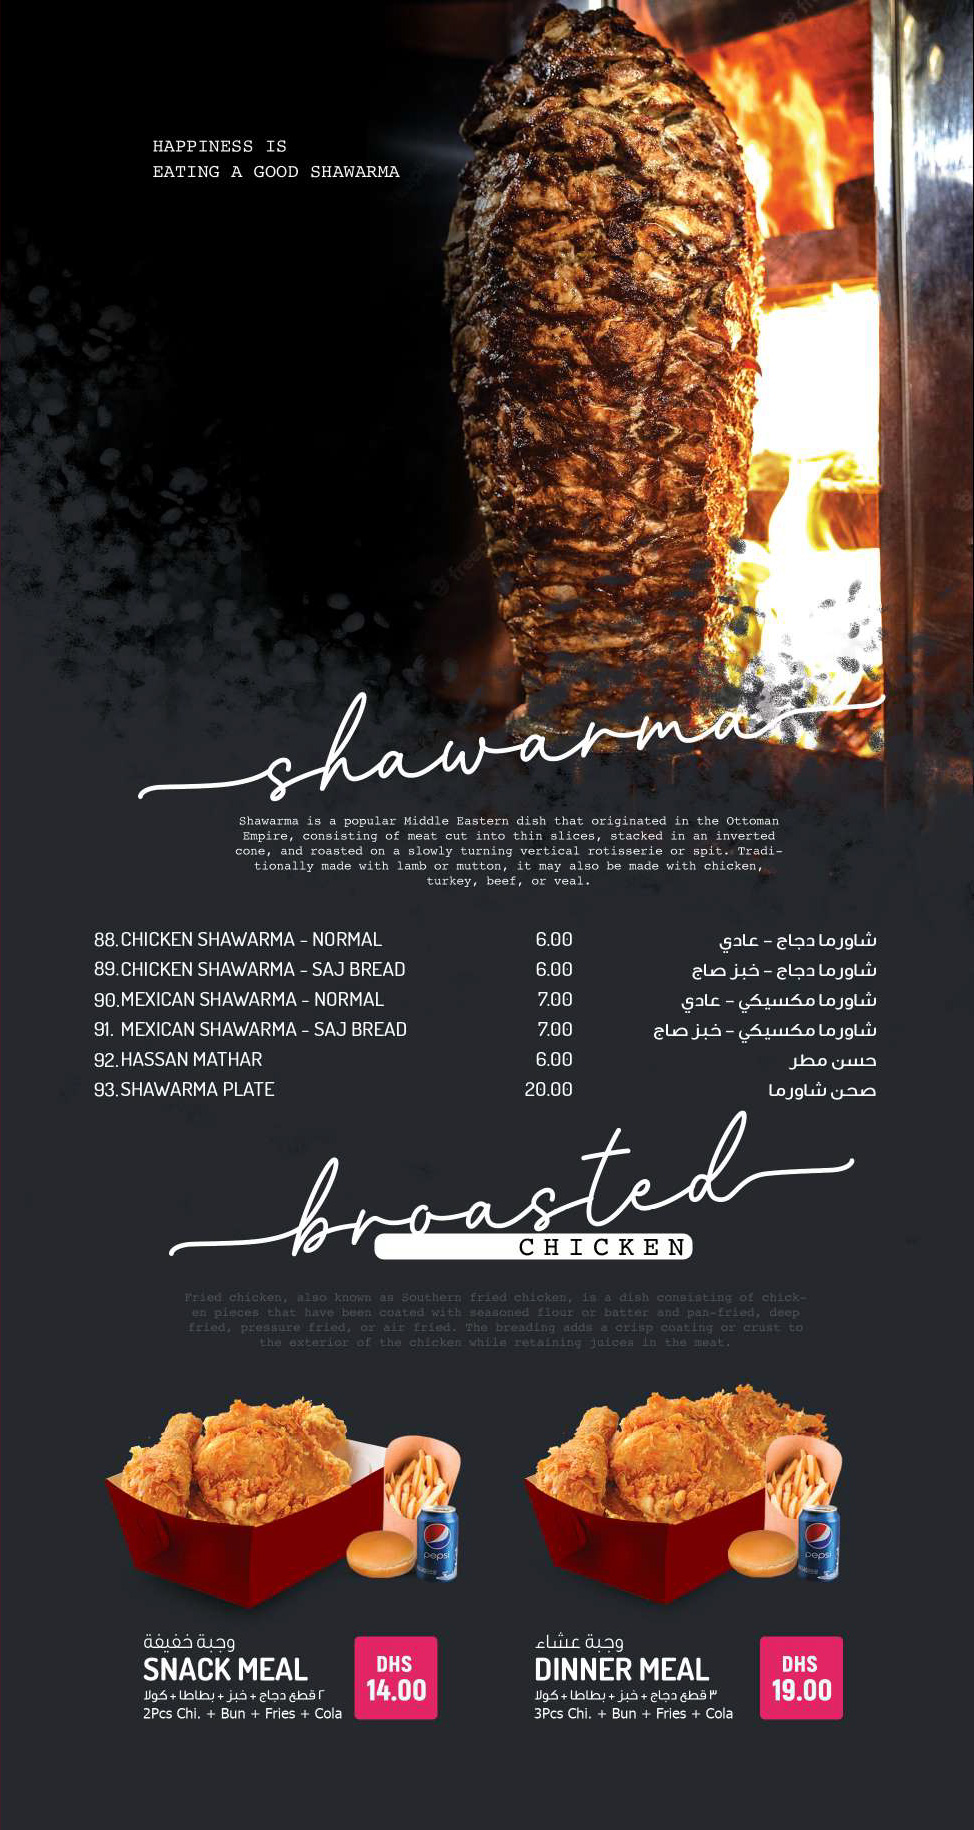 HAPPINESS IS
EATING A GOOD SHAWARMA
shawarma
Shawarma is a popular Middle Eastern dish that originated in the Ottoman
Empire, consisting of meat cut into thin slices, stacked in an inverted
cone, and roasted on a slowly turning vertical rotisserie or spit. Tradi-
tionally made with lamb or mutton, it may also be made with chicken,
turkey, beef, or veal.
88. CHICKEN SHAWARMA - NORMAL 6.00 شاورما دجاج - عادي
89. CHICKEN SHAWARMA - SAJ BREAD 6.00 شاورما دجاج - خبز صاج
90. MEXICAN SHAWARMA - NORMAL 7.00 شاورما مكسيكي - عادي
91. MEXICAN SHAWARMA - SAJ BREAD 7.00 شاورما مكسيكي - خبز صاج
92. HASSAN MATHAR 6.00 حسن مطر
93. SHAWARMA PLATE 20.00 صحن شاورما
broasted
CHICKEN
Fried chicken, also known as Southern fried chicken, is a dish consisting of chick-
en pieces that have been coated with seasoned flour or batter and pan-fried, deep
fried, pressure fried, or air fried. The breading adds a crisp coating or crust to
the exterior of the chicken while retaining juices in the meat.
pepsi
pepsi
وجبة خفيفة
SNACK MEAL
٢ قطع دجاج + خبز + بطاطا + كولا
2Pcs Chi. + Bun + Fries + Cola
DHS
14.00
وجبة عشاء
DINNER MEAL
٣ قطع دجاج + خبز + بطاطا + كولا
3Pcs Chi. + Bun + Fries + Cola
DHS
19.00